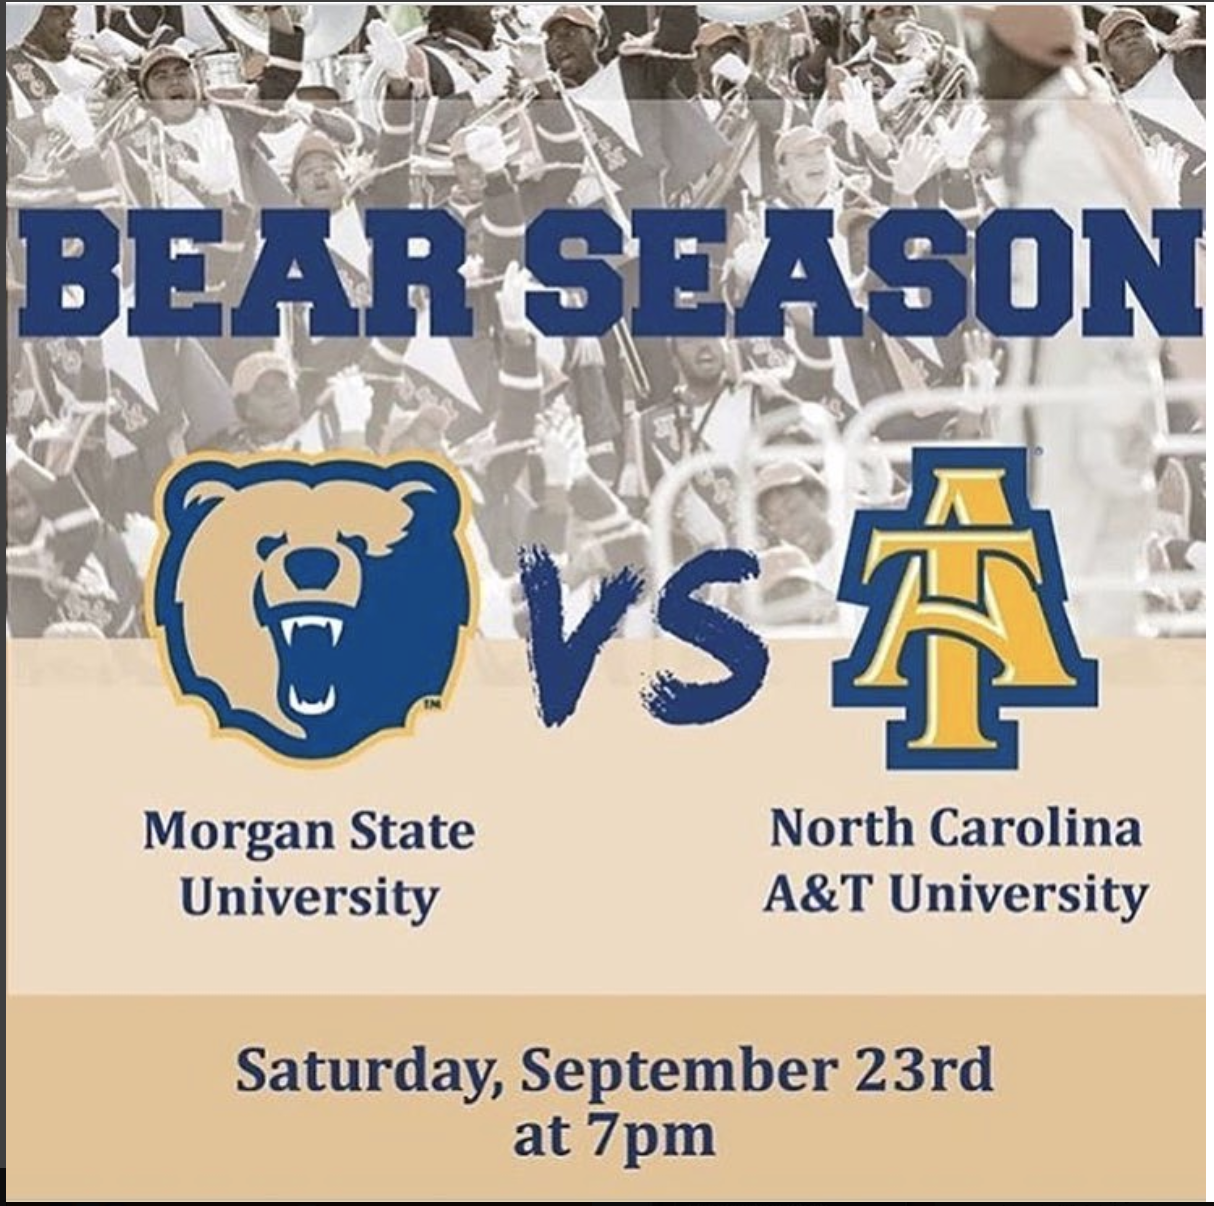 BEAR SEASON
VS
Morgan State
University
North Carolina
A&T University
Saturday, September 23rd
at 7pm